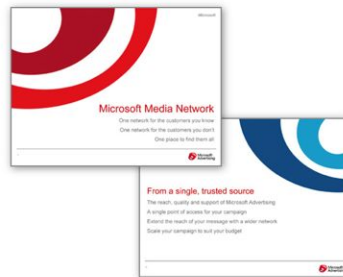 Microsoft
Microsoft Media Network
One network for the customers you know
One network for the customers you don't
One place to find them all
Microsoft
Advertising
From a single, trusted source
The reach, quality and support of Microsoft Advertising
A single point of access for your campaign
Extend the reach of your message with a wider network
Scale your campaign to suit your budget
Microsoft
Advertising